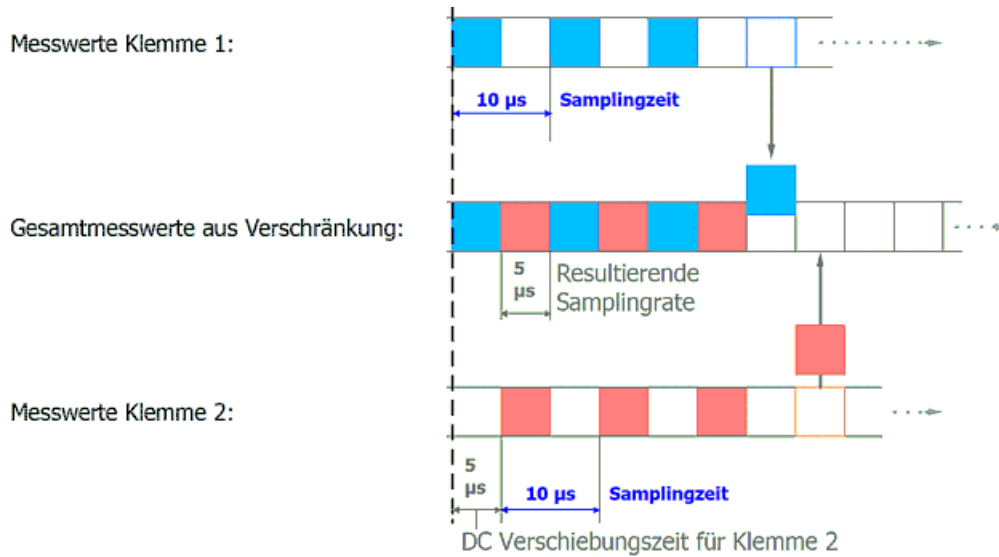 Messwerte Klemme 1:
10 µs
Samplingzeit
Gesamtmesswerte aus Verschränkung:
5
µs
Resultierende
Samplingrate
Messwerte Klemme 2:
5
µs
10 µs
Samplingzeit
DC Verschiebungszeit für Klemme 2